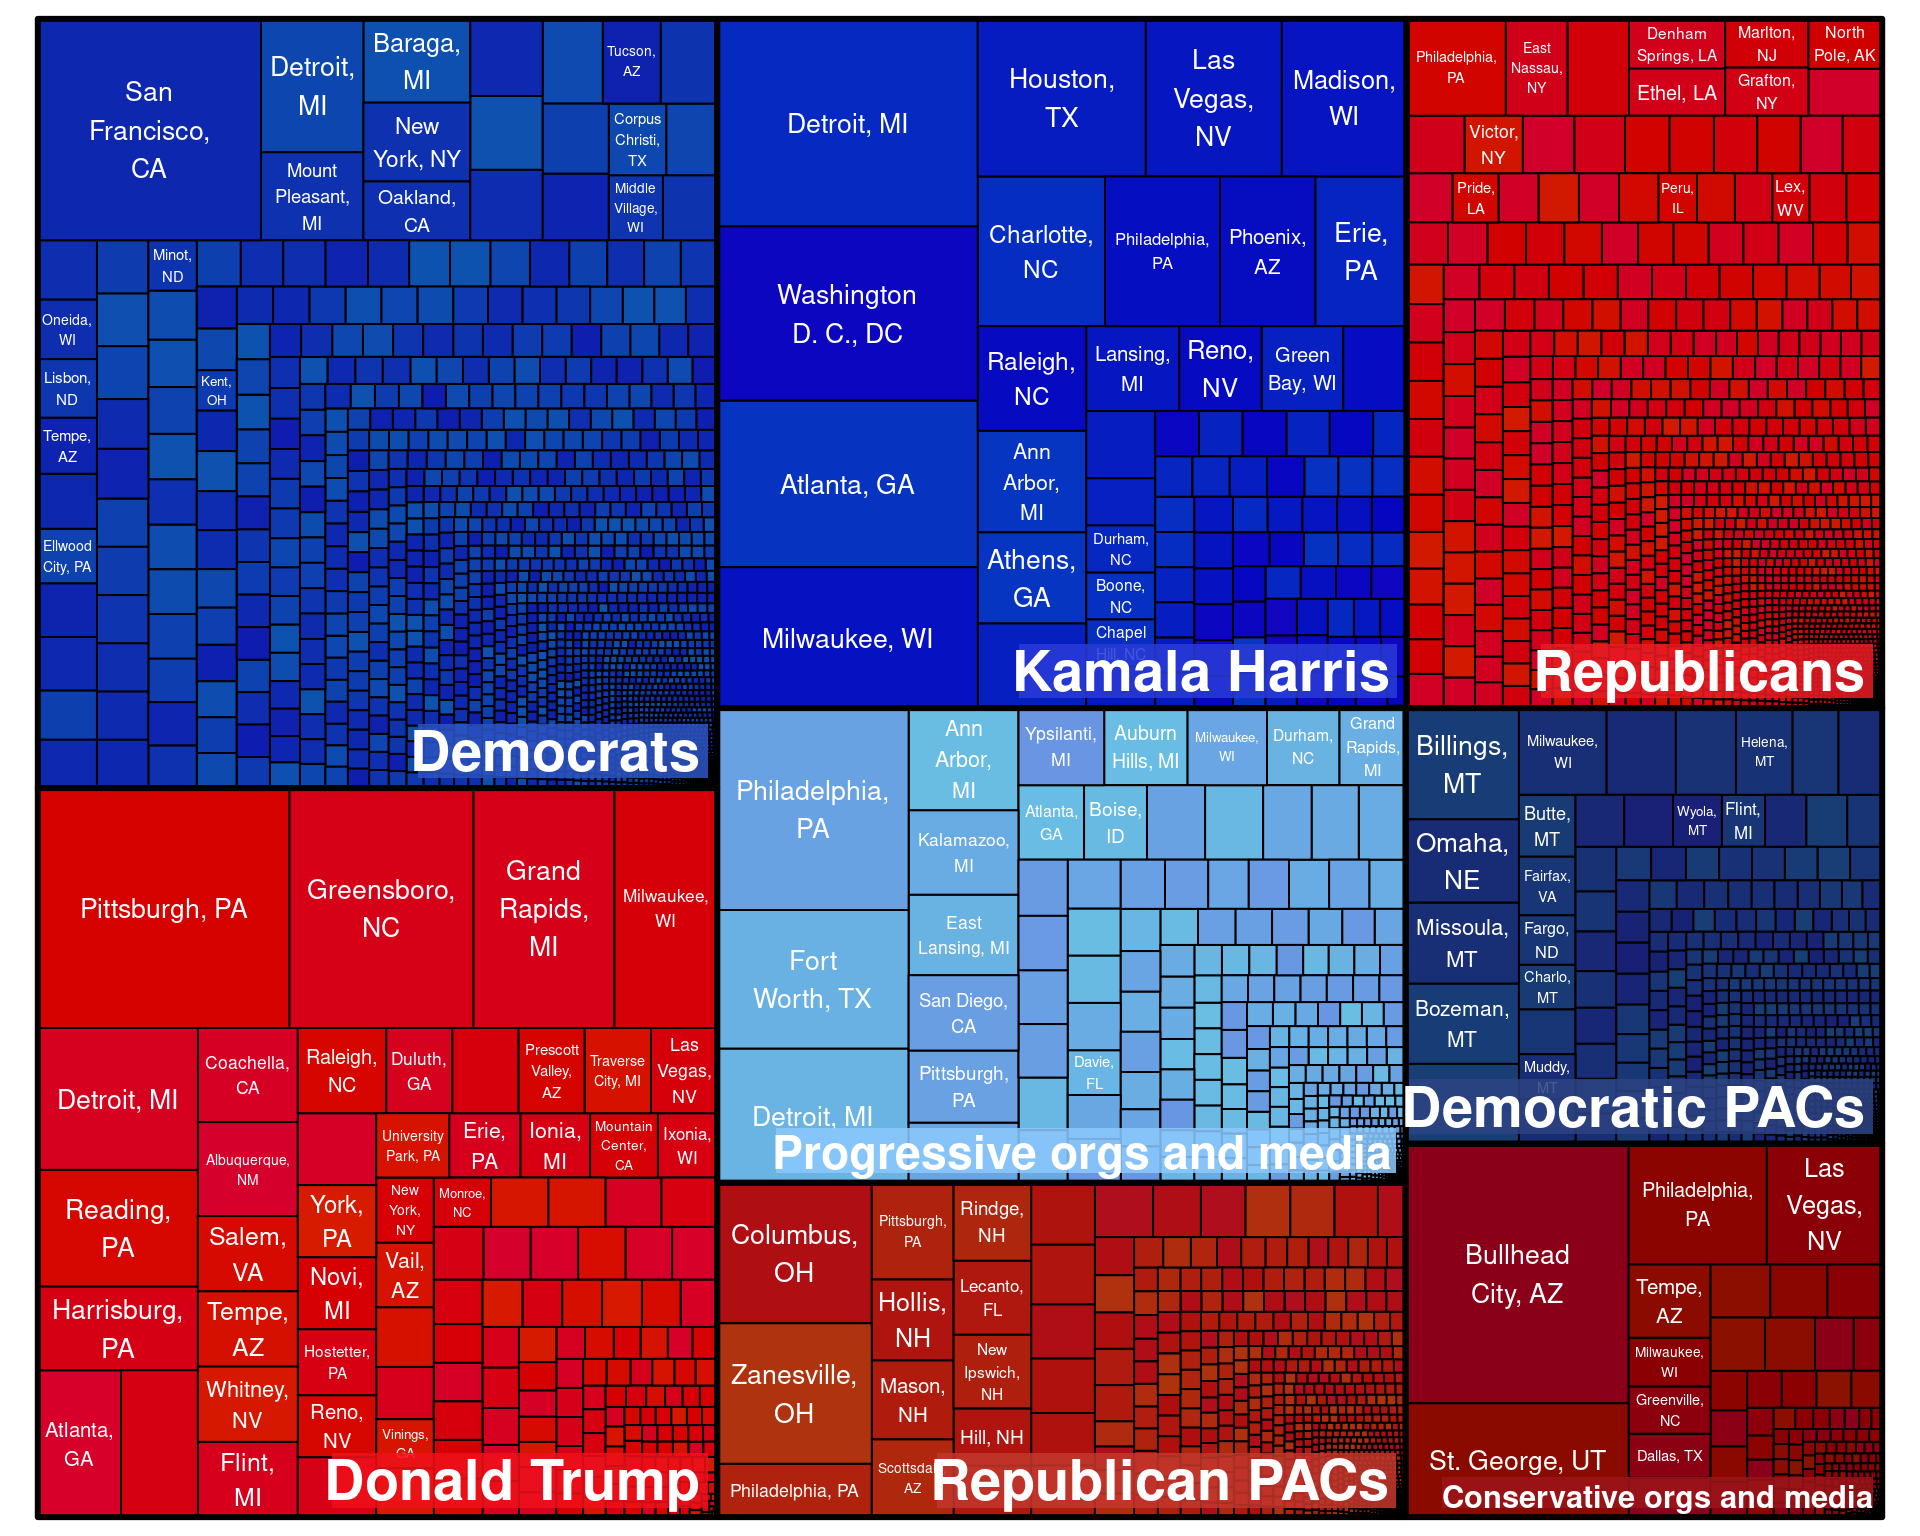 San
Francisco,
CA
Detroit,
MI
Mount
Pleasant,
MI
Baraga,
MI
New
York, NY
Oakland,
CA
Tucson,
AZ
Corpus
Christi,
TX
Middle
Village,
WI
Minot,
ND
Oneida,
WI
Lisbon,
ND
Kent,
OH
Tempe,
AZ
Ellwood
City, PA
Democrats
Detroit, MI
Washington
D. C., DC
Atlanta, GA
Milwaukee, WI
Houston,
TX
Las
Vegas,
NV
Madison,
WI
Charlotte,
NC
Philadelphia,
PA
Phoenix,
AZ
Erie,
PA
Raleigh,
NC
Lansing,
MI
Reno,
NV
Green
Bay, WI
Ann
Arbor,
MI
Athens,
GA
Durham,
NC
Boone,
NC
Chapel
Hill, NC
Kamala Harris
Philadelphia,
PA
East
Nassau,
NY
Denham
Springs, LA
Ethel, LA
Marlton,
NJ
Grafton,
NY
North
Pole, AK
Victor,
NY
Pride,
LA
Peru,
IL
Lex,
WV
Republicans
Pittsburgh, PA
Greensboro,
NC
Grand
Rapids,
MI
Milwaukee,
WI
Detroit, MI
Reading,
PA
Harrisburg,
PA
Atlanta,
GA
Coachella,
CA
Albuquerque,
NM
Salem,
VA
Tempe,
AZ
Whitney,
NV
Flint,
MI
Raleigh,
NC
Duluth,
GA
Prescott
Valley,
AZ
Traverse
City, MI
Las
Vegas,
NV
University
Park, PA
Erie,
PA
Ionia,
MI
Mountain
Center,
CA
Ixonia,
WI
York,
PA
Novi,
MI
Hostetter,
PA
Reno,
NV
New
York,
NY
Monroe,
NC
Vail,
AZ
Vinings,
GA
Donald Trump
Philadelphia,
PA
Fort
Worth, TX
Detroit, MI
Ann
Arbor,
MI
Kalamazoo,
MI
East
Lansing, MI
San Diego,
CA
Pittsburgh,
PA
Ypsilanti,
MI
Auburn
Hills, MI
Milwaukee,
WI
Durham,
NC
Grand
Rapids,
MI
Atlanta,
GA
Boise,
ID
Davie,
FL
Progressive orgs and media
Billings,
MT
Omaha,
NE
Missoula,
MT
Bozeman,
MT
Milwaukee,
WI
Helena,
MT
Butte,
MT
Wyola,
MT
Flint,
MI
Fairfax,
VA
Fargo,
ND
Charlo,
MT
Muddy,
MT
Democratic PACs
Columbus,
OH
Zanesville,
OH
Philadelphia, PA
Pittsburgh,
PA
Hollis,
NH
Mason,
NH
AZ
Rindge,
NH
Lecanto,
FL
New
Ipswich,
NH
Hill, NH
Republican PACs
Bullhead
City, AZ
St. George, UT
Philadelphia,
PA
Las
Vegas,
NV
Tempe,
AZ
Milwaukee,
WI
Greenville,
NC
Dallas, TX
Conservative orgs and media